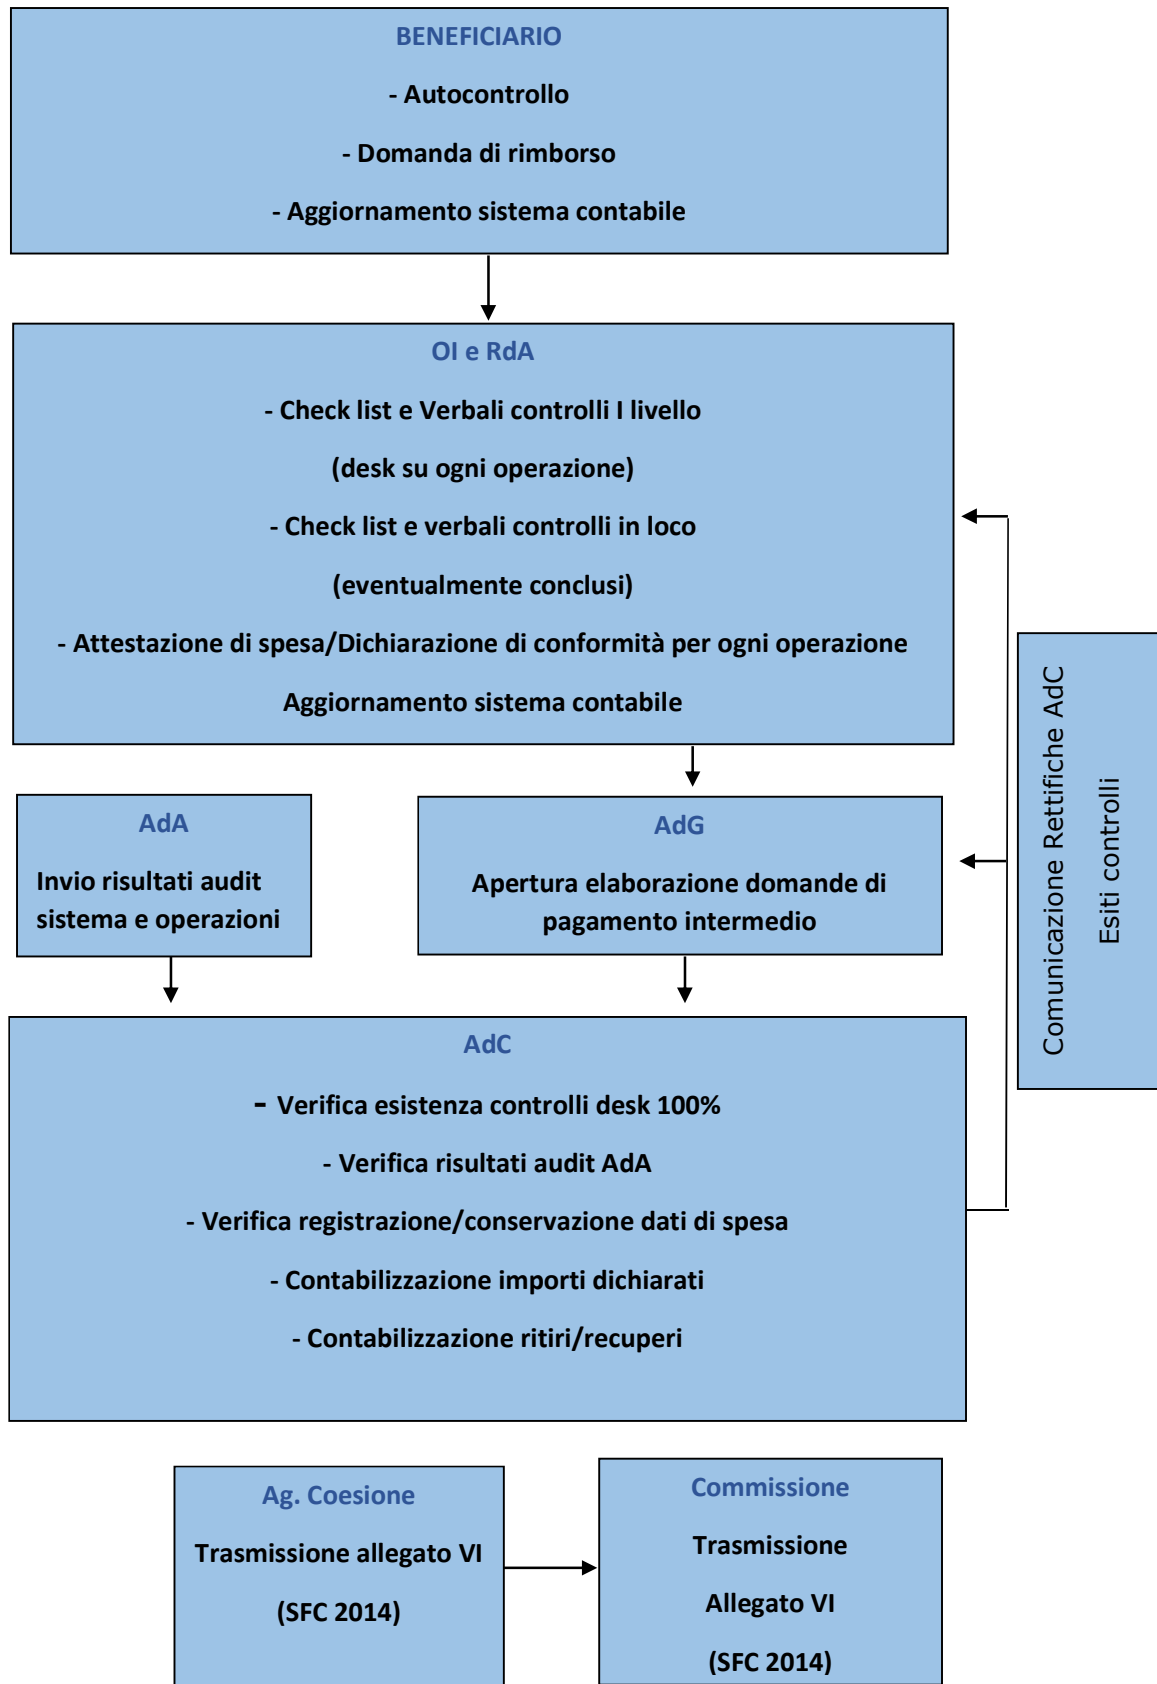 BENEFICIARIO
- Autocontrollo
- Domanda di rimborso
- Aggiornamento sistema contabile
OI e RdA
- Check list e Verbali controlli I livello
(desk su ogni operazione)
- Check list e verbali controlli in loco
(eventualmente conclusi)
- Attestazione di spesa/Dichiarazione di conformità per ogni operazione
Aggiornamento sistema contabile
Comunicazione Rettifiche AdC
Esiti controlli
AdA
Invio risultati audit
sistema e operazioni
AdG
Apertura elaborazione domande di
pagamento intermedio
AdC
- Verifica esistenza controlli desk 100%
- Verifica risultati audit AdA
- Verifica registrazione/conservazione dati di spesa
- Contabilizzazione importi dichiarati
- Contabilizzazione ritiri/recuperi
Ag. Coesione
Trasmissione allegato VI
(SFC 2014)
Commissione
Trasmissione
Allegato VI
(SFC 2014)